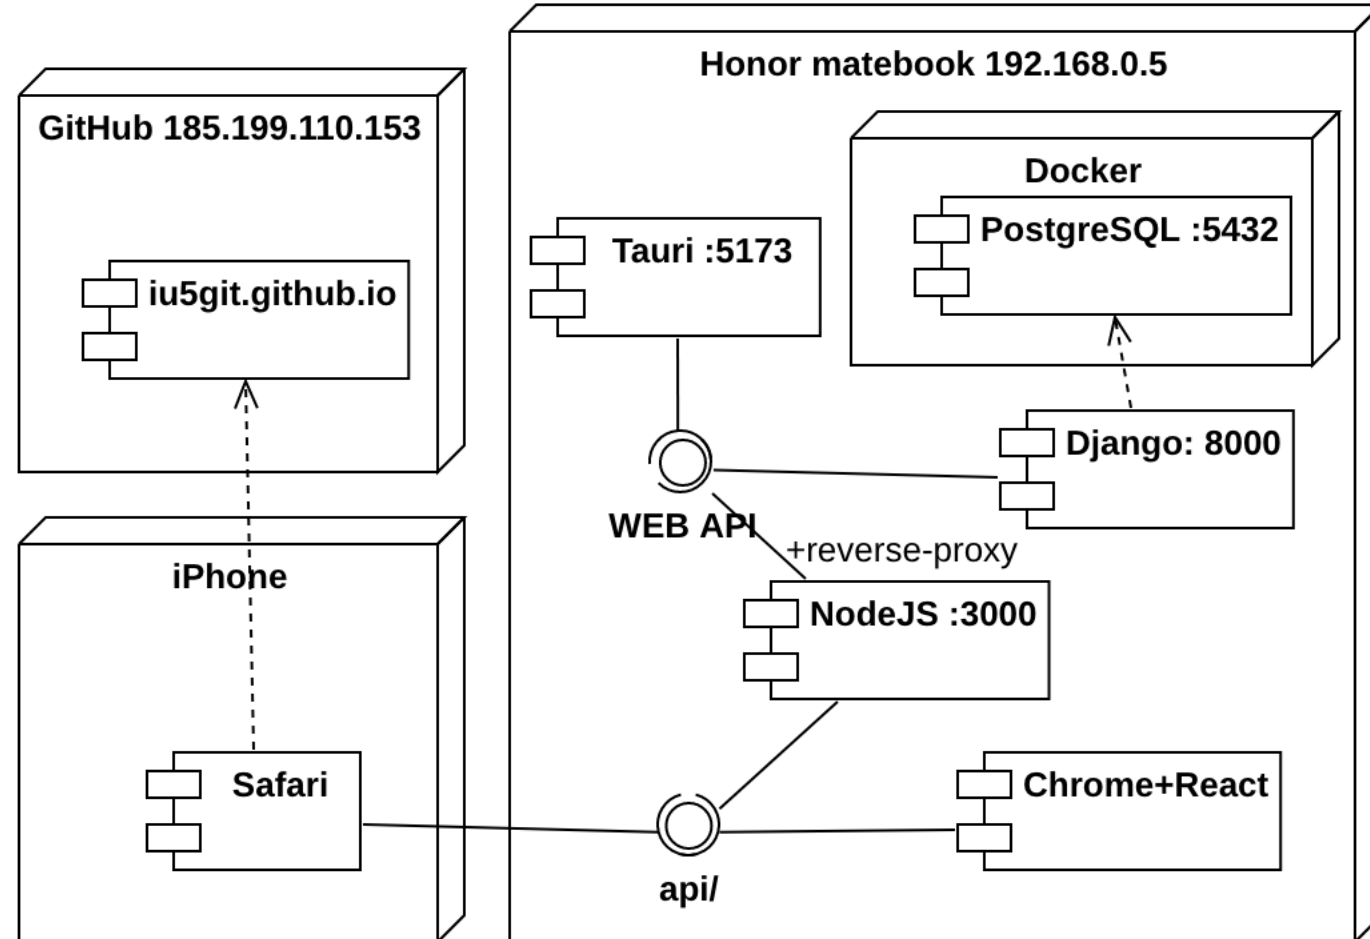 Honor matebook 192.168.0.5
GitHub 185.199.110.153
Docker
PostgreSQL :5432
Tauri :5173
iu5git.github.io
Django: 8000
WEB API
+reverse-proxy
iPhone
NodeJS :3000
Safari
Chrome+React
api/